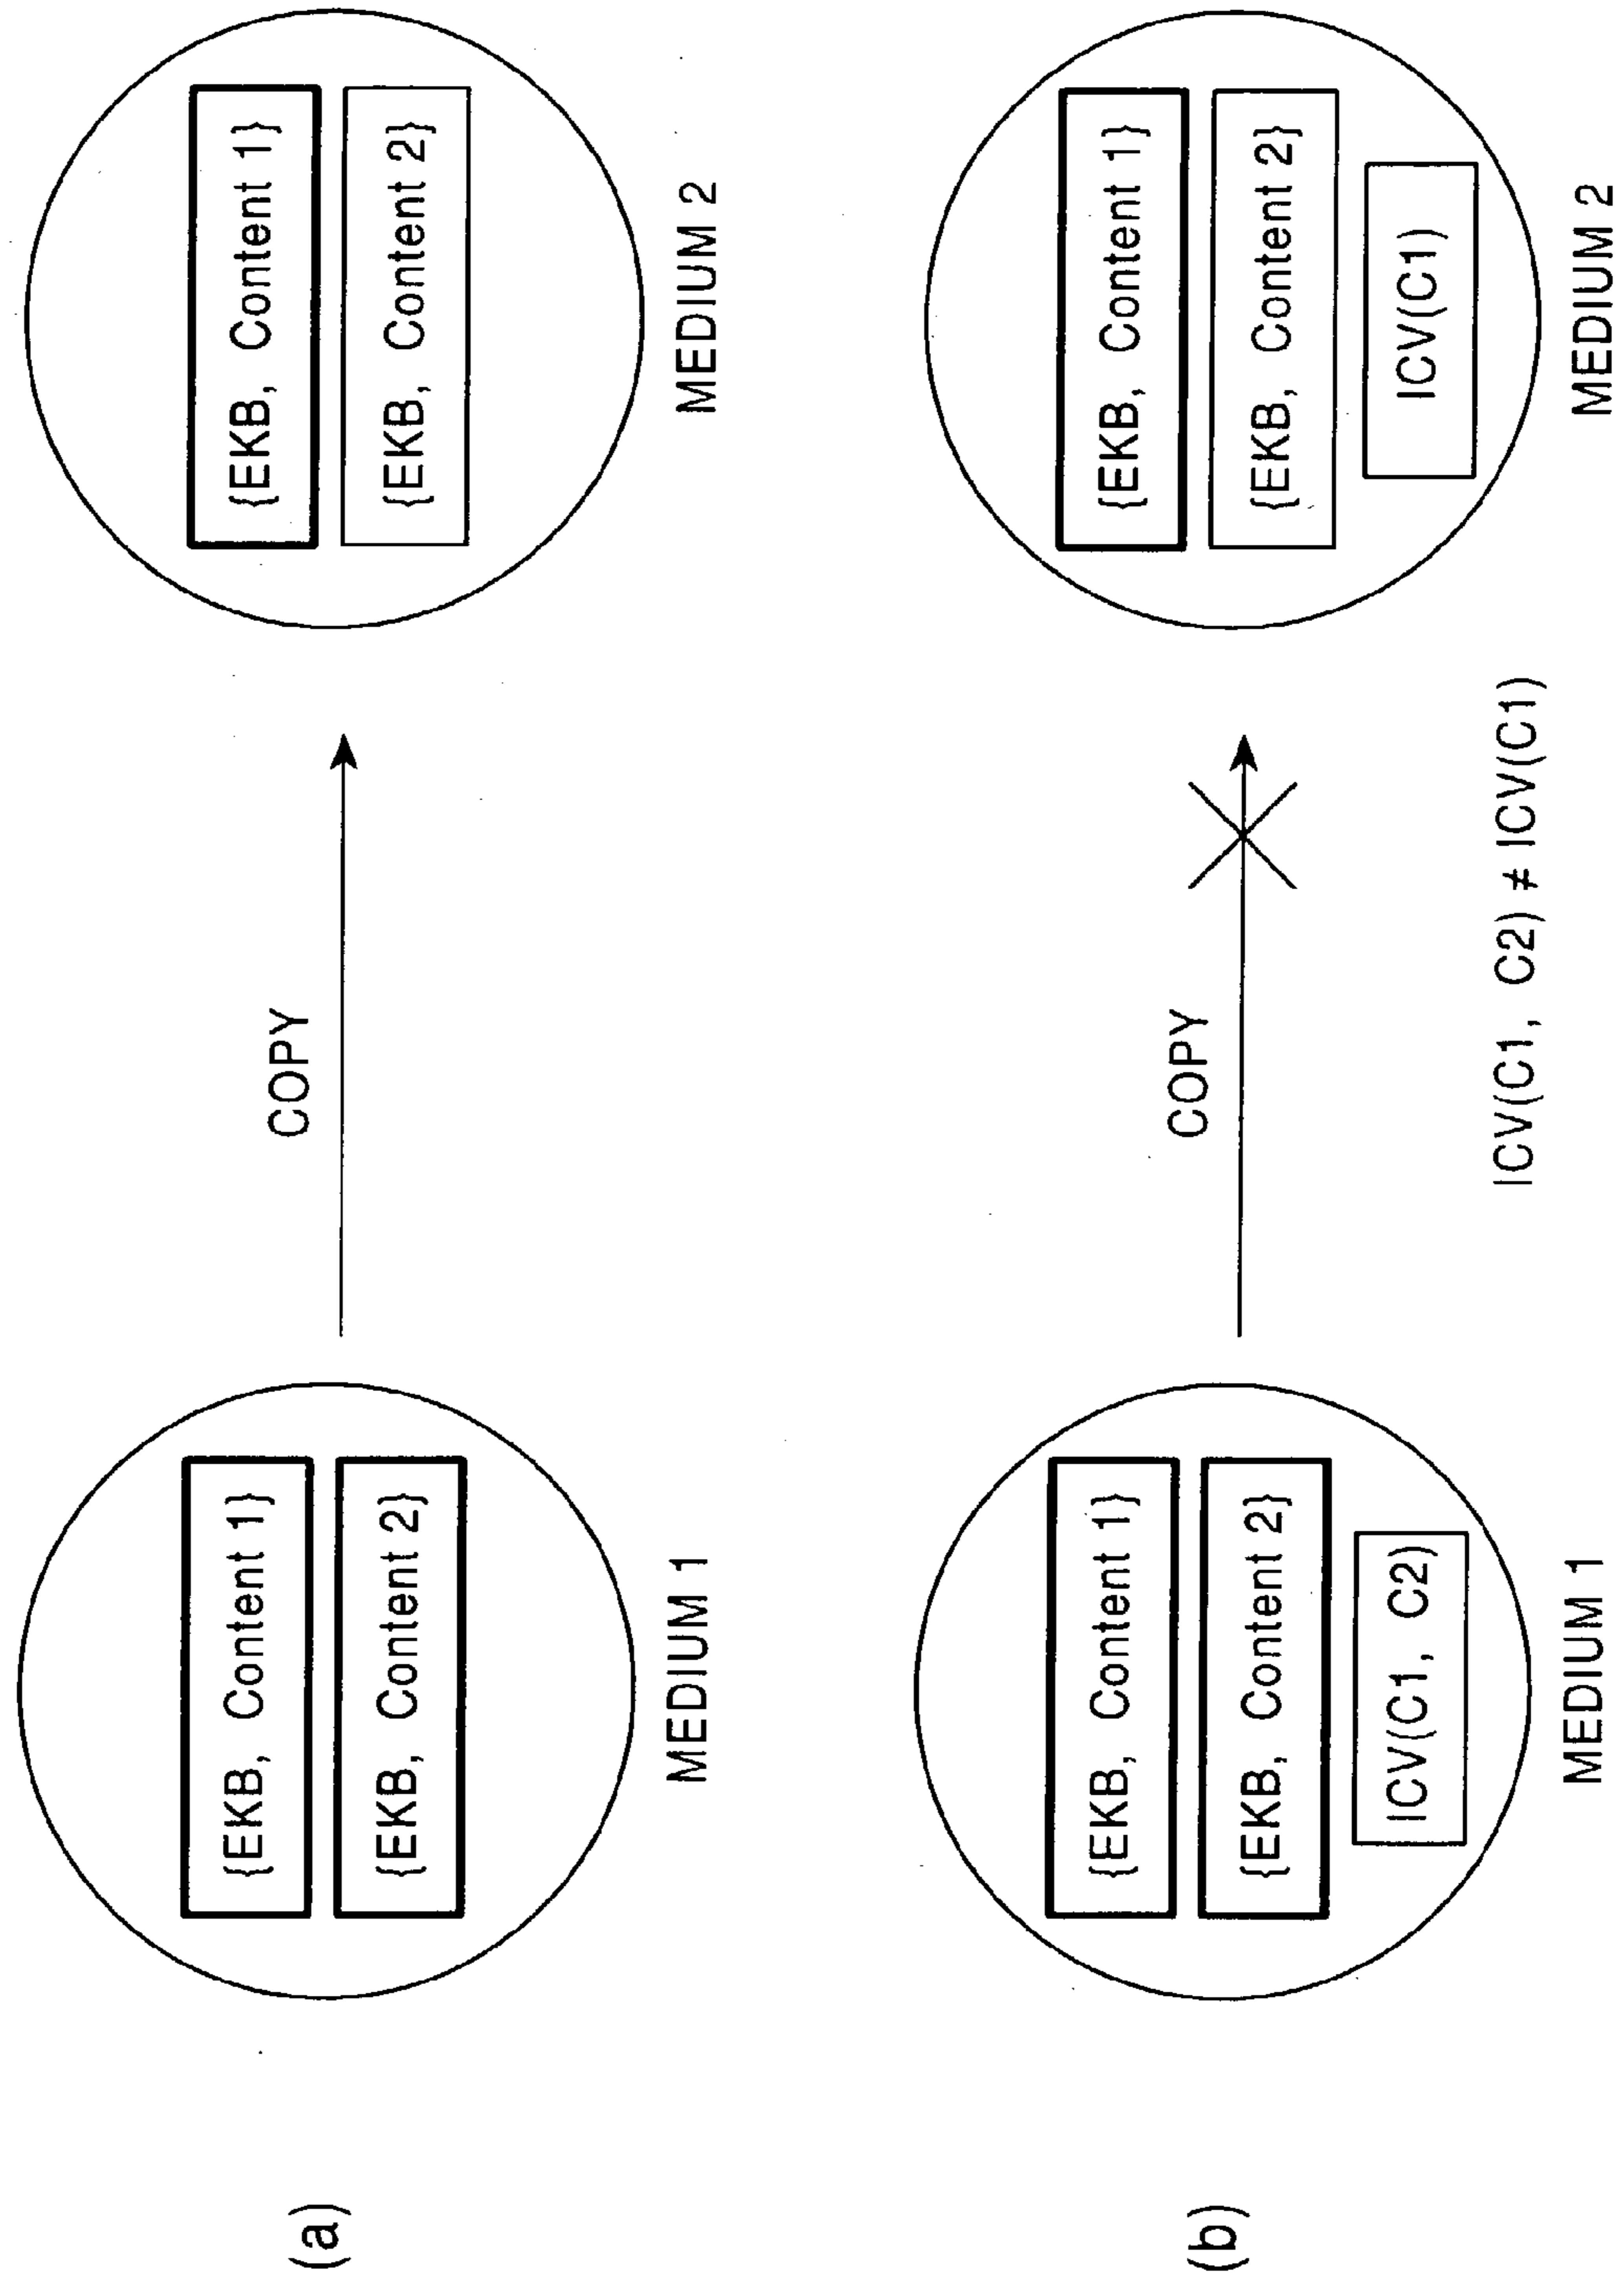 (a)
{EKB, Content 1}
{EKB, Content 2}
MEDIUM 1
COPY
{EKB, Content 1}
{EKB, Content 2}
MEDIUM 2
(b)
{EKB, Content 1}
{EKB, Content 2}
ICV(C1, C2)
MEDIUM 1
COPY
ICV(C1, C2) ≠ ICV(C1)
{EKB, Content 1}
{EKB, Content 2}
ICV(C1)
MEDIUM 2